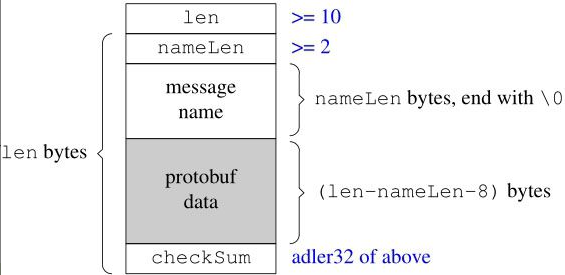 len >= 10
nameLen >= 2
message
name
nameLen bytes, end with \0
len bytes
protobuf
data
(len-nameLen-8) bytes
checkSum adler32 of above